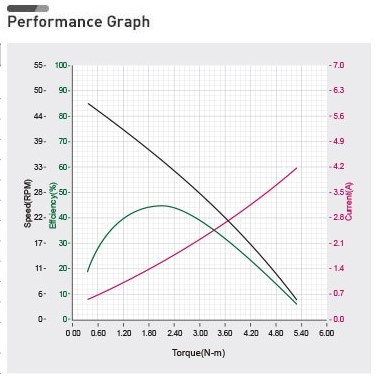 Performance Graph
55- 100- -7.0
50- 90- -6.3
44- 80- -5.6
39- 70- -4.9
33- 60- -4.2
28- 50- -3.5
22- 40- -2.8
17- 30- -2.1
11- 20- -1.4
6- 10- -0.7
0- 0- -0.0
Speed(RPM)
Effciency(%)
Current(A)
0 00 0.60 1.20 1.80 2.40 3.00 3.60 4.20 4.80 5.40 6.00
Torque(N-m)